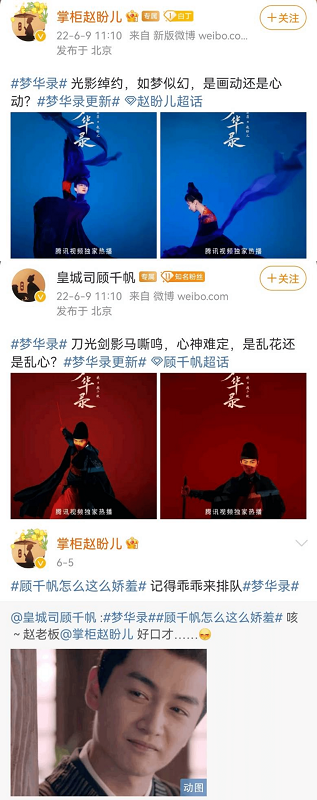 掌柜赵盼儿 专属 白丁
22-6-9 11:10 来自 新版微博 weibo.com...
发布于 北京
+关注
#梦华录# 光影绰约，如梦似幻，是画动还是心
动？#梦华录更新# 赵盼儿超话
华录
腾讯视频独家热播
华录
腾讯视频独家热播
皇城司顾千帆 专属 知名粉丝
22-6-9 11:10 来自 微博 weibo.com
发布于 北京
+关注
#梦华录# 刀光剑影马嘶鸣，心神难定，是乱花还
是乱心？#梦华录更新# 顾千帆超话
华录
腾讯视频独家热播
华录
腾讯视频独家热播
掌柜赵盼儿
6-5
#顾千帆怎么这么娇羞# 记得乖乖来排队#梦华录#
@皇城司顾千帆 :#梦华录##顾千帆怎么这么娇羞# 咳
~赵老板@掌柜赵盼儿 好口才……
动图